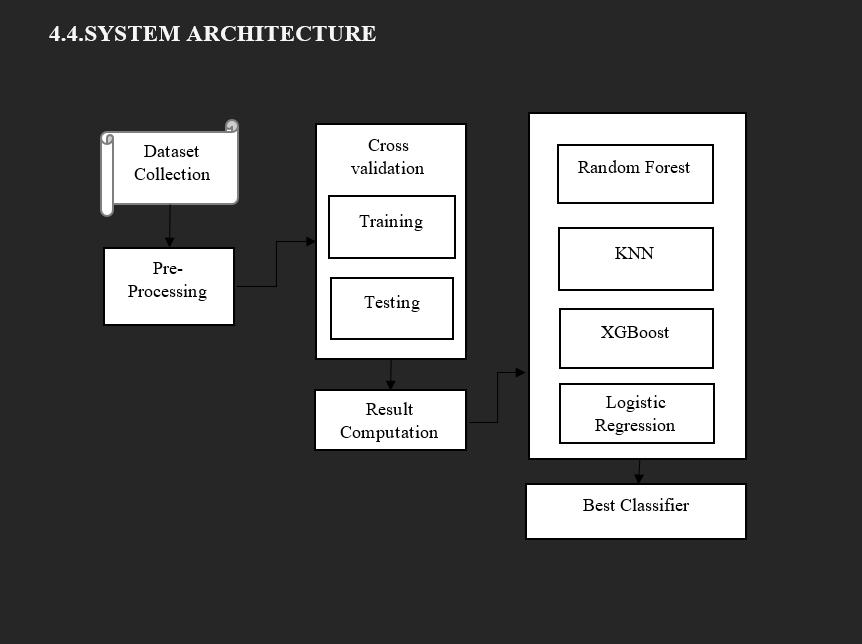 4.4.SYSTEM ARCHITECTURE
Dataset
Collection
Pre-
Processing
Cross
validation
Training
Testing
Result
Computation
Random Forest
KNN
XGBoost
Logistic
Regression
Best Classifier